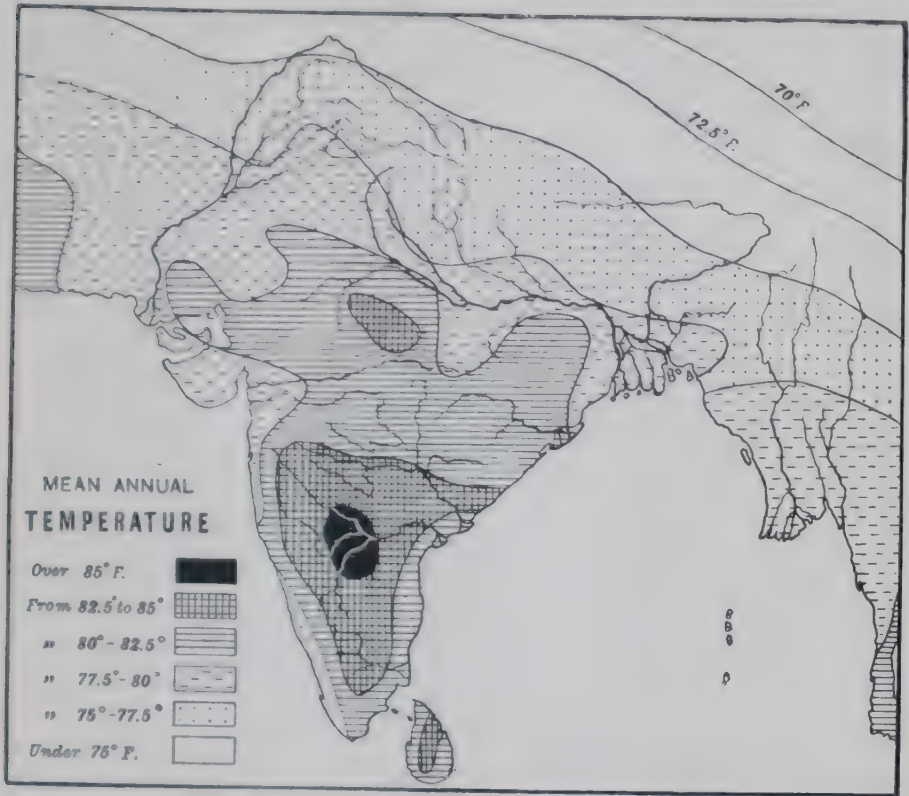 70° F
72.5° F.
MEAN ANNUAL
TEMPERATURE
Over 85° F.
From 82.5° to 85°
„ 80° - 82.5°
„ 77.5° - 80°
„ 75° - 77.5°
Under 75° F.